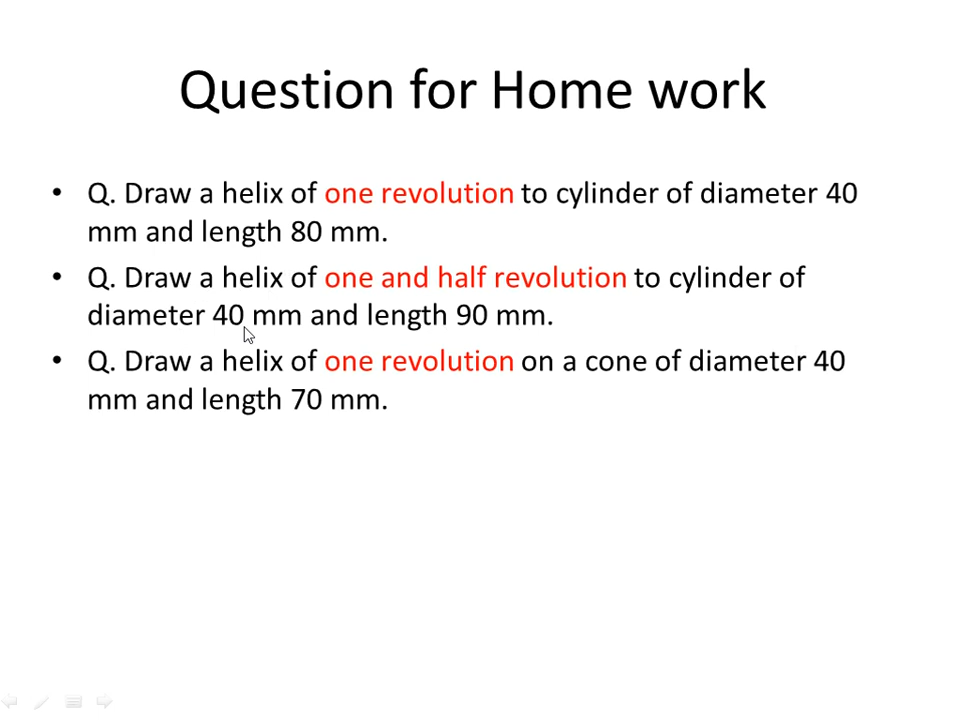 Question for Home work
• Q. Draw a helix of one revolution to cylinder of diameter 40
mm and length 80 mm.
• Q. Draw a helix of one and half revolution to cylinder of
diameter 40 mm and length 90 mm.
• Q. Draw a helix of one revolution on a cone of diameter 40
mm and length 70 mm.